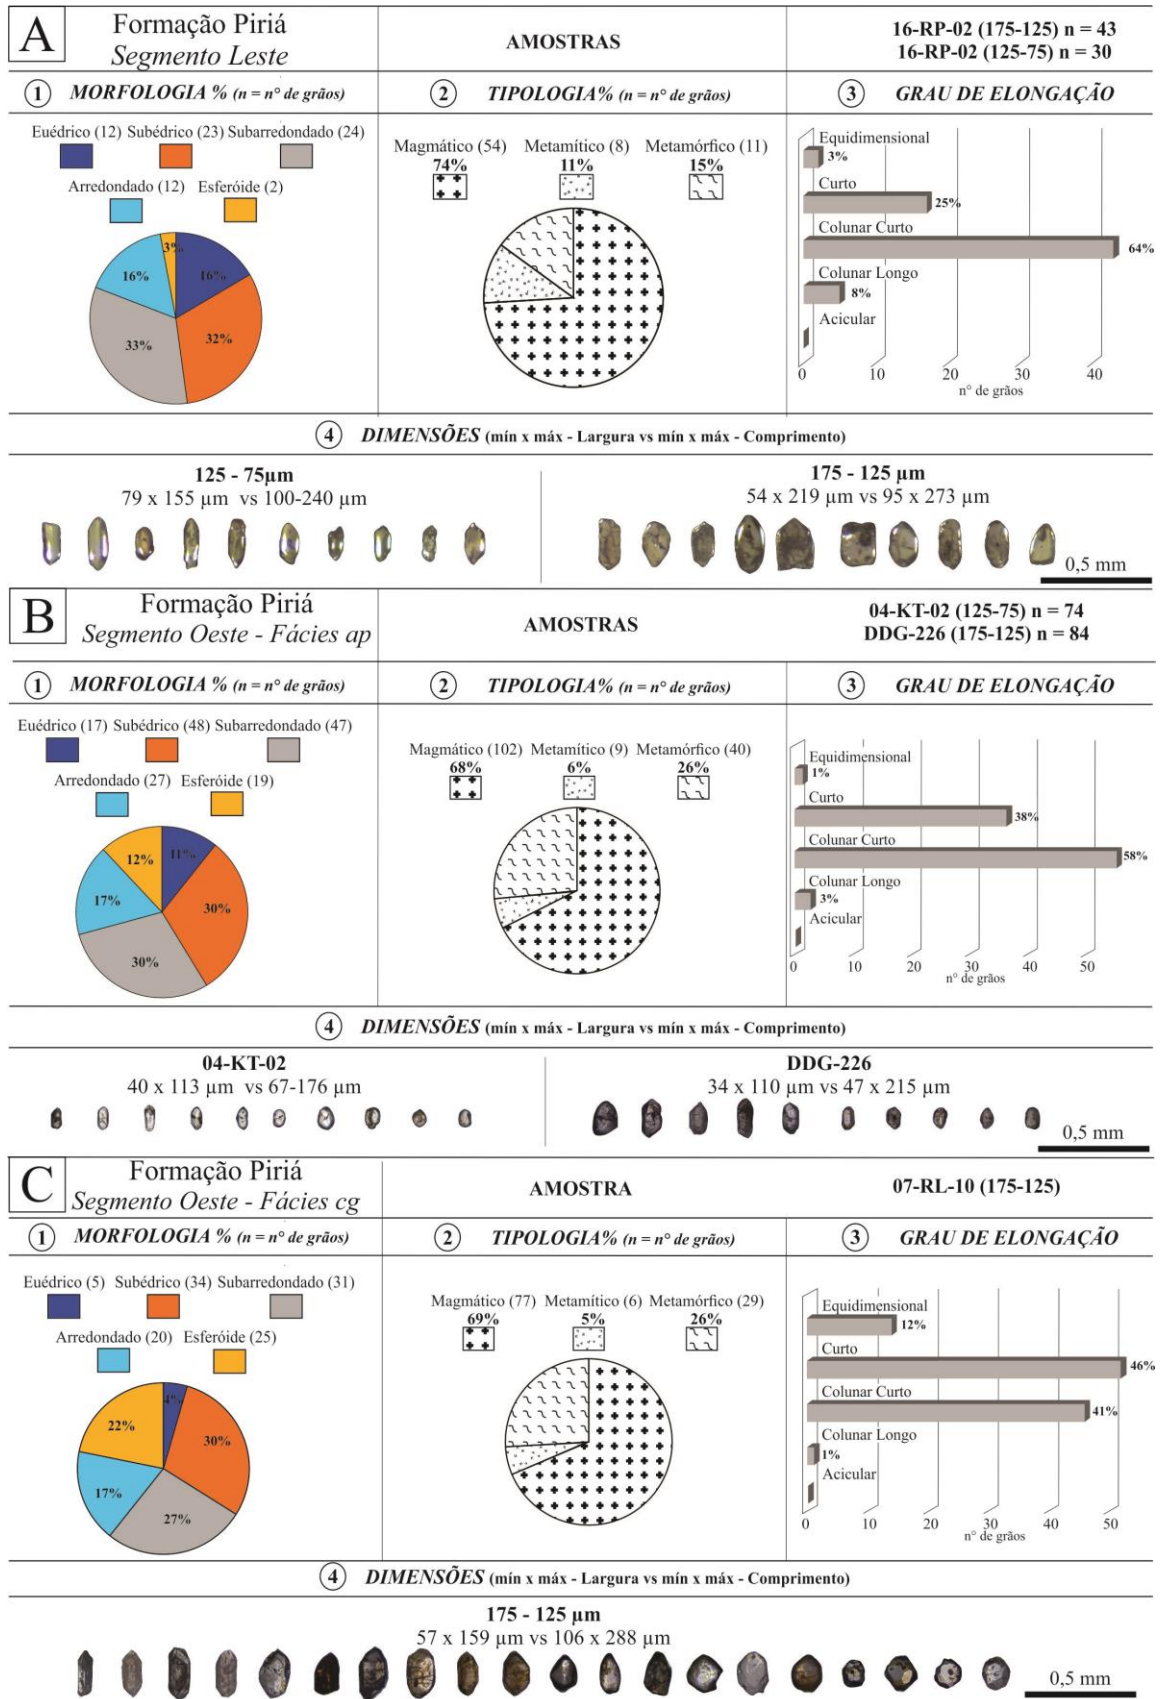 A
Formação Piriá
Segmento Leste
AMOSTRAS
16-RP-02 (175-125) n = 43
16-RP-02 (125-75) n = 30
1 MORFOLOGIA % (n = n° de grãos)
2 TIPOLOGIA% (n = n° de grãos)
3 GRAU DE ELONGAÇÃO
Euédrico (12) Subédrico (23) Subarredondado (24)
Arredondado (12) Esferóide (2)
3%
16%
16%
33%
32%
Magmático (54) Metamítico (8) Metamórfico (11)
74% 11% 15%
Equidimensional
3%
Curto
25%
Colunar Curto
64%
Colunar Longo
8%
Acicular
0 10 20 30 40
n° de grãos
4 DIMENSÕES (mín x máx - Largura vs mín x máx - Comprimento)
125 - 75µm
79 x 155 µm vs 100-240 µm
175 - 125 µm
54 x 219 µm vs 95 x 273 µm
0,5 mm
B
Formação Piriá
Segmento Oeste - Fácies ap
AMOSTRAS
04-KT-02 (125-75) n = 74
DDG-226 (175-125) n = 84
1 MORFOLOGIA % (n = n° de grãos)
2 TIPOLOGIA% (n = n° de grãos)
3 GRAU DE ELONGAÇÃO
Euédrico (17) Subédrico (48) Subarredondado (47)
Arredondado (27) Esferóide (19)
12%
11%
17%
30%
30%
Magmático (102) Metamítico (9) Metamórfico (40)
68% 6% 26%
Equidimensional
1%
Curto
38%
Colunar Curto
58%
Colunar Longo
3%
Acicular
0 10 20 30 40 50
n° de grãos
4 DIMENSÕES (mín x máx - Largura vs mín x máx - Comprimento)
04-KT-02
40 x 113 µm vs 67-176 µm
DDG-226
34 x 110 µm vs 47 x 215 µm
0,5 mm
C
Formação Piriá
Segmento Oeste - Fácies cg
AMOSTRA
07-RL-10 (175-125)
1 MORFOLOGIA % (n = n° de grãos)
2 TIPOLOGIA% (n = n° de grãos)
3 GRAU DE ELONGAÇÃO
Euédrico (5) Subédrico (34) Subarredondado (31)
Arredondado (20) Esferóide (25)
4%
22%
30%
17%
27%
Magmático (77) Metamítico (6) Metamórfico (29)
69% 5% 26%
Equidimensional
12%
Curto
46%
Colunar Curto
41%
Colunar Longo
1%
Acicular
0 10 20 30 40 50
n° de grãos
4 DIMENSÕES (mín x máx - Largura vs mín x máx - Comprimento)
175 - 125 µm
57 x 159 µm vs 106 x 288 µm
0,5 mm